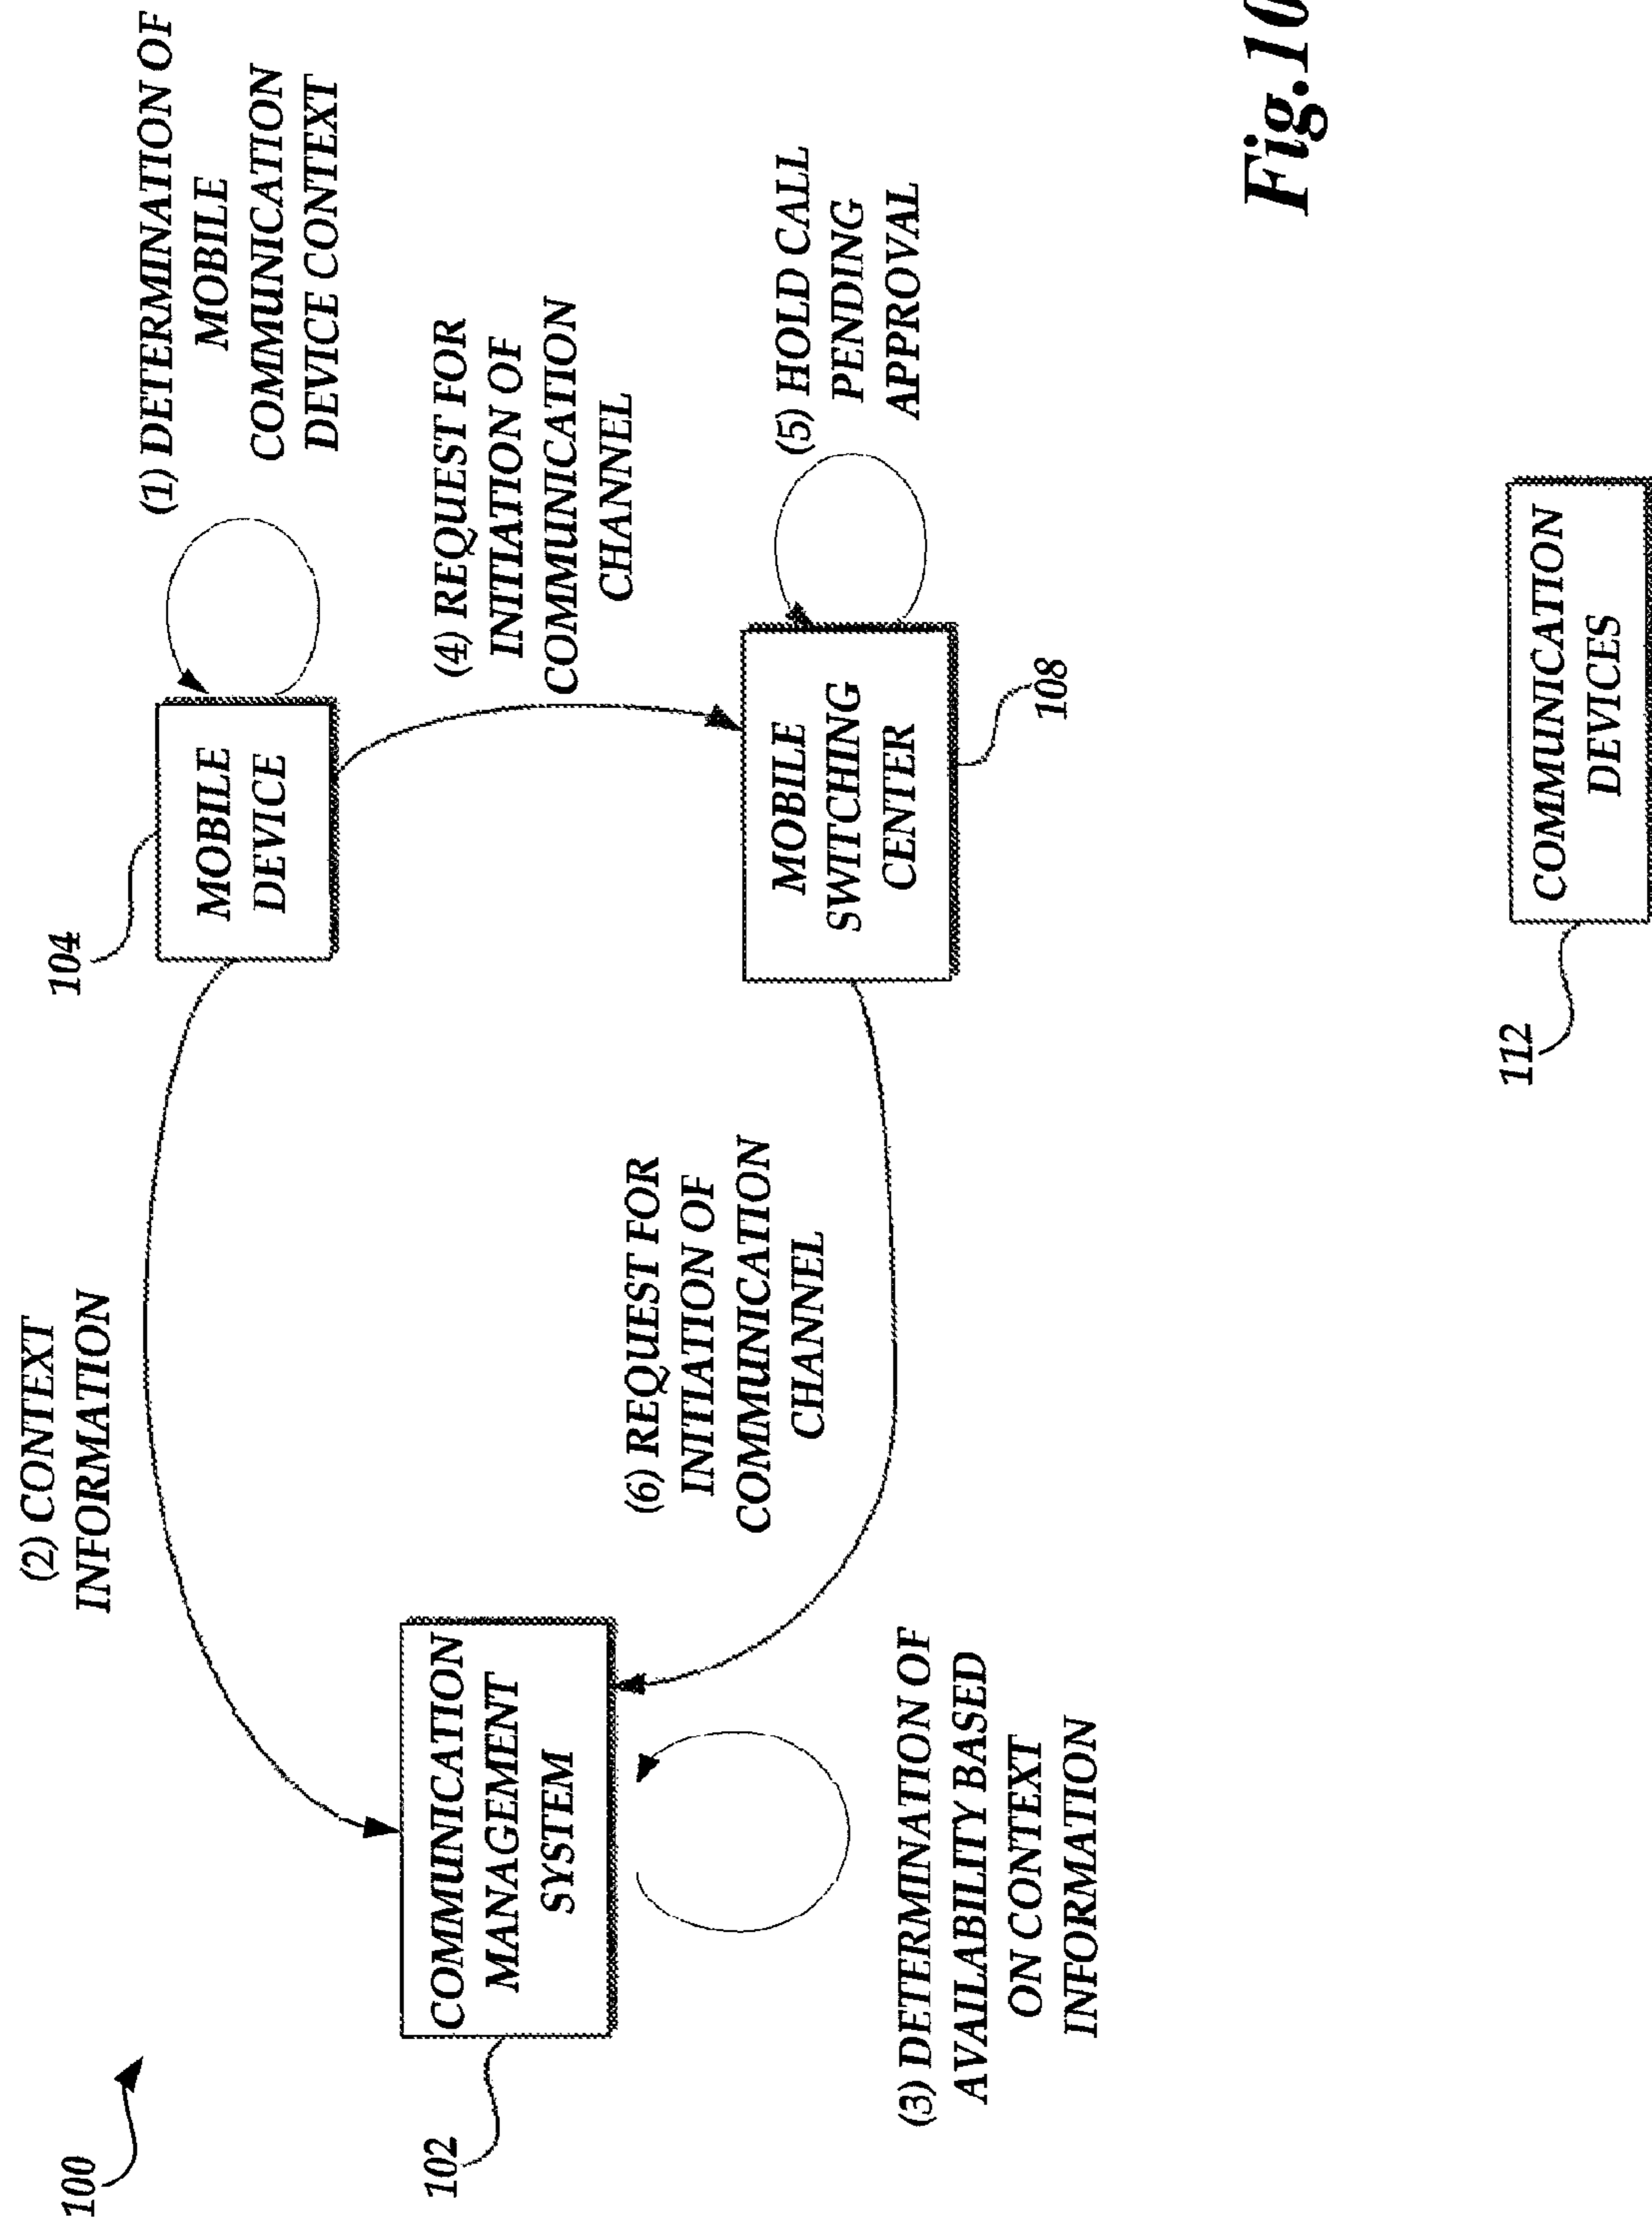 100
(2) CONTEXT
INFORMATION
104
(1) DETERMINATION OF
MOBILE
COMMUNICATION
DEVICE CONTEXT
MOBILE
DEVICE
102
COMMUNICATION
MANAGEMENT
SYSTEM
(4) REQUEST FOR
INITIATION OF
COMMUNICATION
CHANNEL
(6) REQUEST FOR
INITIATION OF
COMMUNICATION
CHANNEL
MOBILE
SWITCHING
CENTER
(5) HOLD CALL
PENDING
APPROVAL
108
(3) DETERMINATION OF
AVAILABILITY BASED
ON CONTEXT
INFORMATION
Fig.10
112
COMMUNICATION
DEVICES